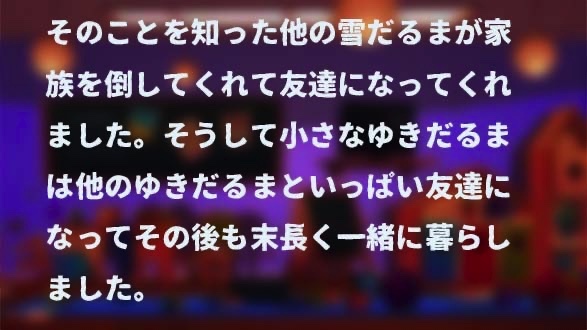 そのことを知った他の雪だるまが家
族を倒してくれて友達になってくれ
ました。そうして小さなゆきだるま
は他のゆきだるまといっぱい友達に
なってその後も末長く一緒に暮らし
ました。